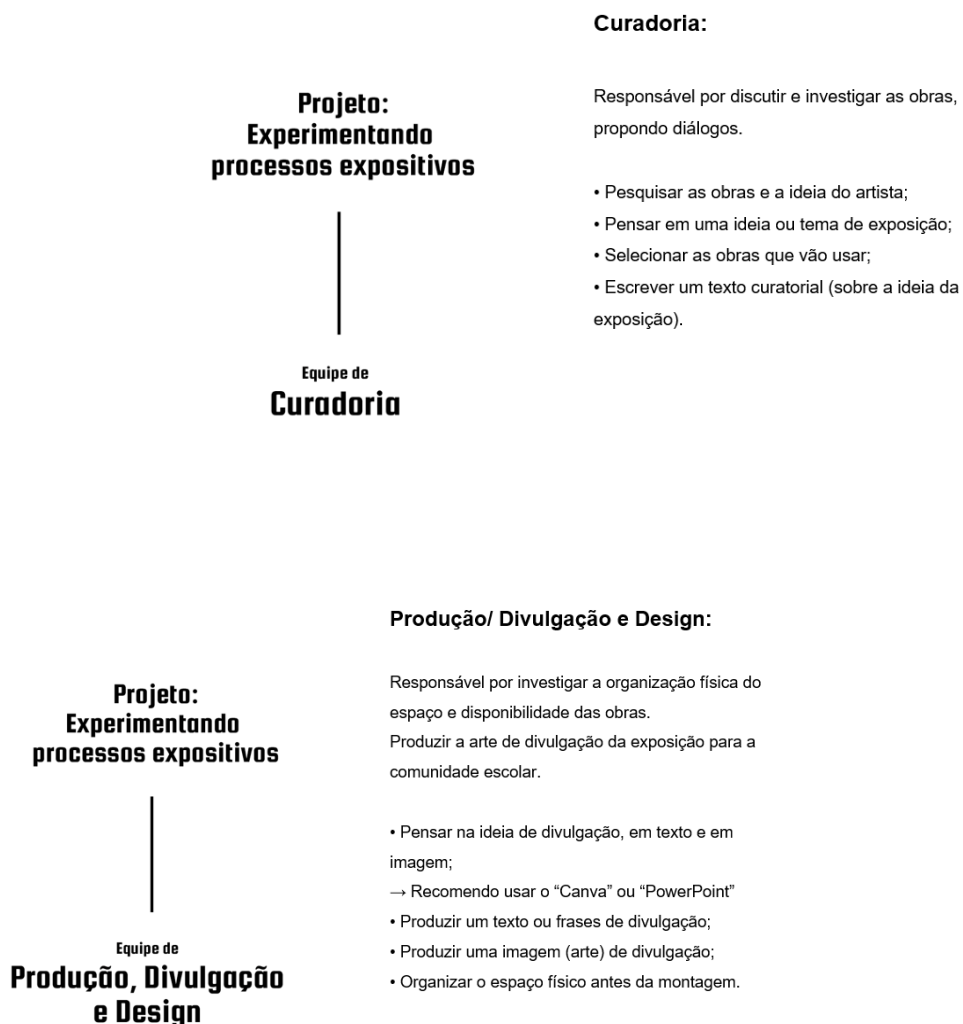 Projeto:
Experimentando
processos expositivos
Equipe de
Curadoria
Curadoria:
Responsável por discutir e investigar as obras,
propondo diálogos.
• Pesquisar as obras e a ideia do artista;
• Pensar em uma ideia ou tema de exposição;
• Selecionar as obras que vão usar;
• Escrever um texto curatorial (sobre a ideia da
exposição).
Projeto:
Experimentando
processos expositivos
Equipe de
Produção, Divulgação
e Design
Produção/ Divulgação e Design:
Responsável por investigar a organização física do
espaço e disponibilidade das obras.
Produzir a arte de divulgação da exposição para a
comunidade escolar.
• Pensar na ideia de divulgação, em texto e em
imagem;
→ Recomendo usar o “Canva” ou “PowerPoint”
• Produzir um texto ou frases de divulgação;
• Produzir uma imagem (arte) de divulgação;
• Organizar o espaço físico antes da montagem.